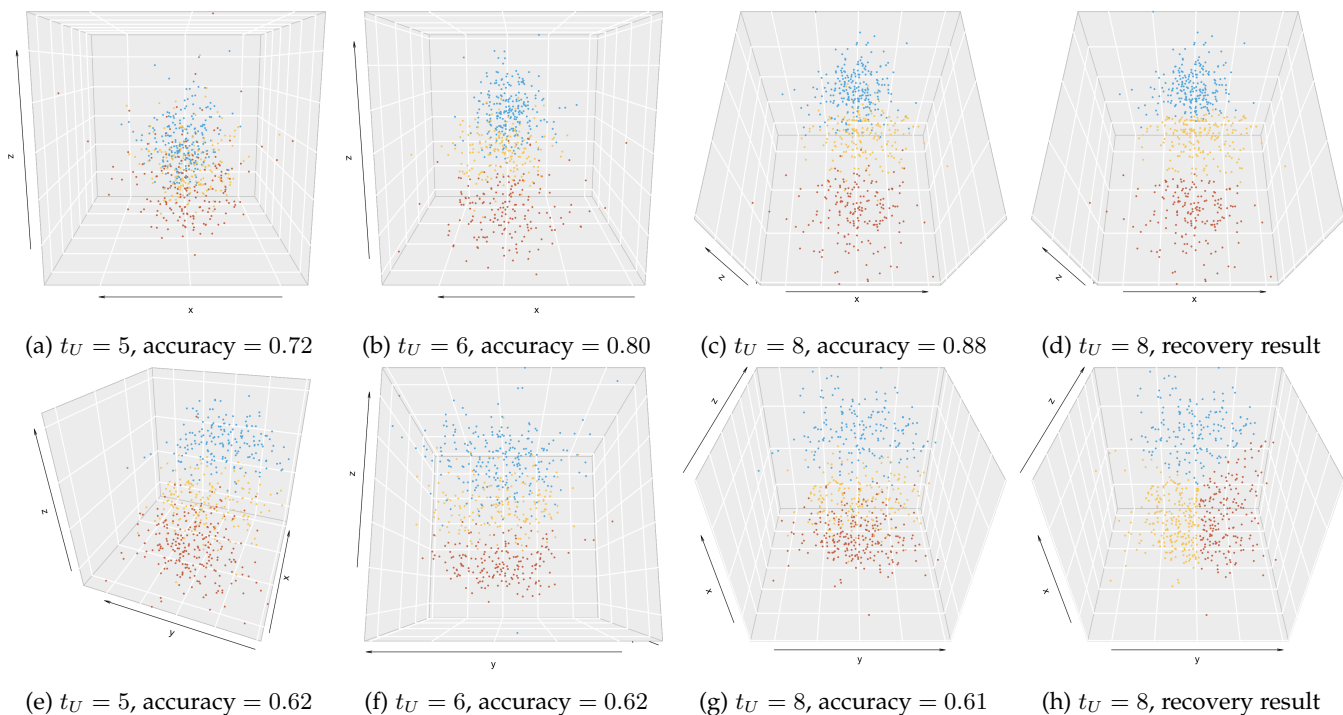 z
z
z
z
x
x
x
x
(a) t_U = 5, accuracy = 0.72
(b) t_U = 6, accuracy = 0.80
(c) t_U = 8, accuracy = 0.88
(d) t_U = 8, recovery result
z
x
y
z
y
z
x
y
z
x
y
(e) t_U = 5, accuracy = 0.62
(f) t_U = 6, accuracy = 0.62
(g) t_U = 8, accuracy = 0.61
(h) t_U = 8, recovery result